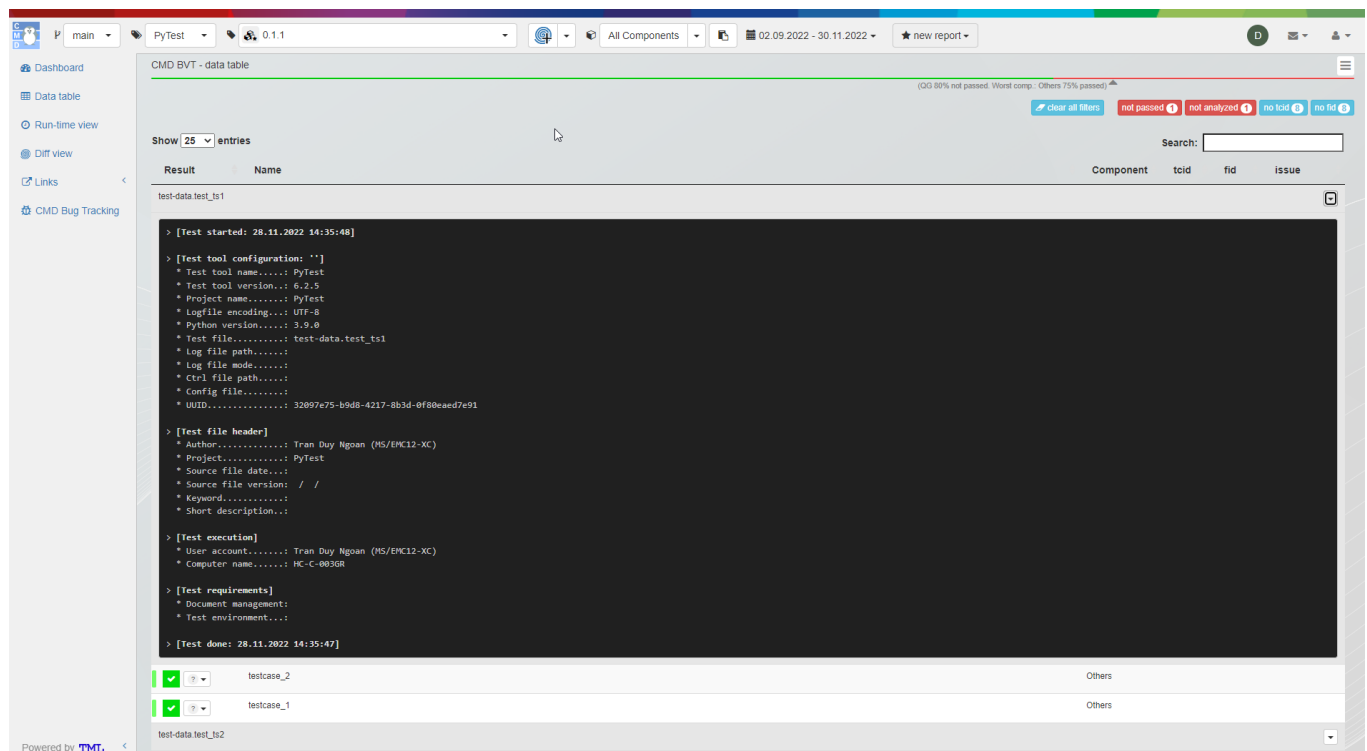 C
M
D
main
PyTest
0.1.1
All Components
02.09.2022 - 30.11.2022
new report
D
Dashboard
Data table
Run-time view
Diff view
Links
CMD Bug Tracking
CMD BVT - data table
(QG 80% not passed. Worst comp.: Others 75% passed)
clear all filters not passed 1 not analyzed 1 no tcid 8 no fid 8
Show 25 entries
Search:
Result Name Component tcid fid issue
test-data.test_ts1
> [Test started: 28.11.2022 14:35:48]
> [Test tool configuration: '']
* Test tool name.....: PyTest
* Test tool version..: 6.2.5
* Project name.......: PyTest
* Logfile encoding...: UTF-8
* Python version.....: 3.9.0
* Test file..........: test-data.test_ts1
* Log file path......:
* Log file mode......:
* Ctrl file path.....:
* Config file........:
* UUID...............: 32097e75-b9d8-4217-8b3d-0f80eaed7e91
> [Test file header]
* Author.............: Tran Duy Ngoan (MS/EMC12-XC)
* Project............: PyTest
* Source file date...:
* Source file version: / /
* Keyword............:
* Short description..:
> [Test execution]
* User account.......: Tran Duy Ngoan (MS/EMC12-XC)
* Computer name......: HC-C-003GR
> [Test requirements]
* Document management:
* Test environment...:
> [Test done: 28.11.2022 14:35:47]
? testcase_2 Others
? testcase_1 Others
test-data.test_ts2
Powered by TML